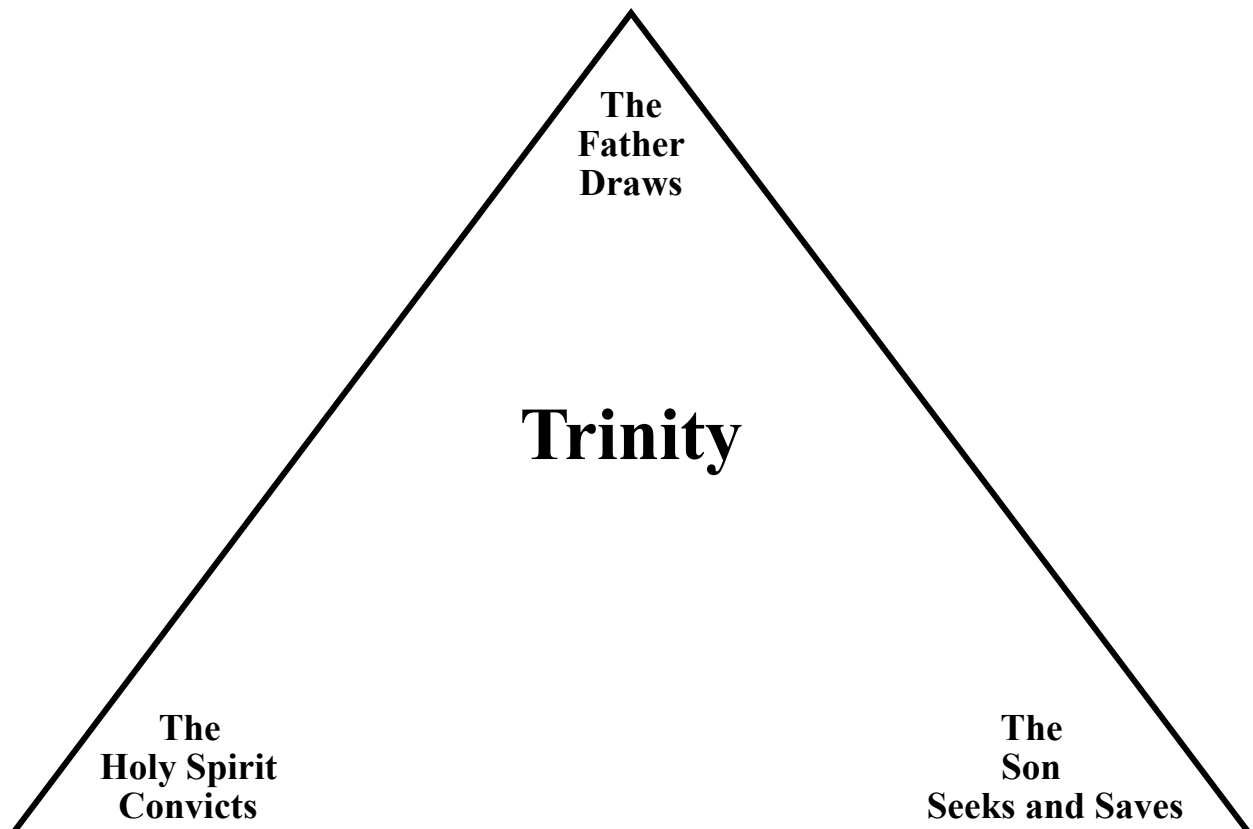 The
Father
Draws
Trinity
The
Holy Spirit
Convicts
The
Son
Seeks and Saves